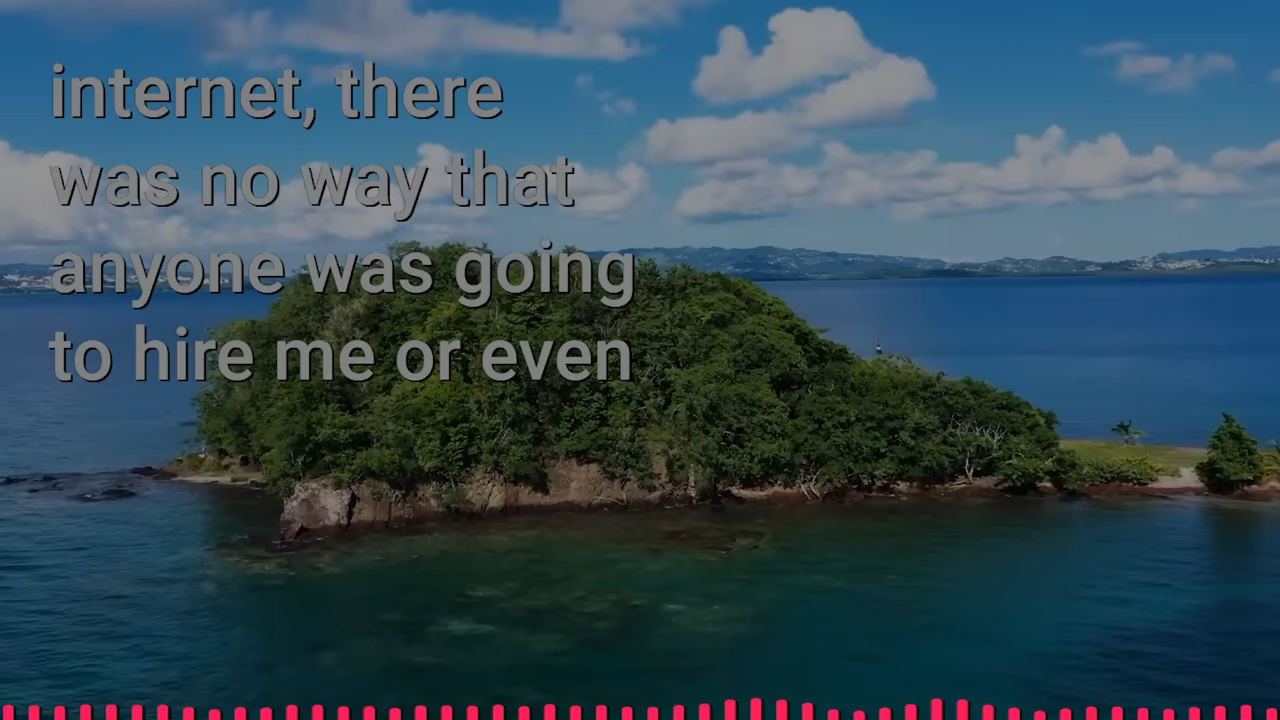 internet, there
was no way that
anyone was going
to hire me or even